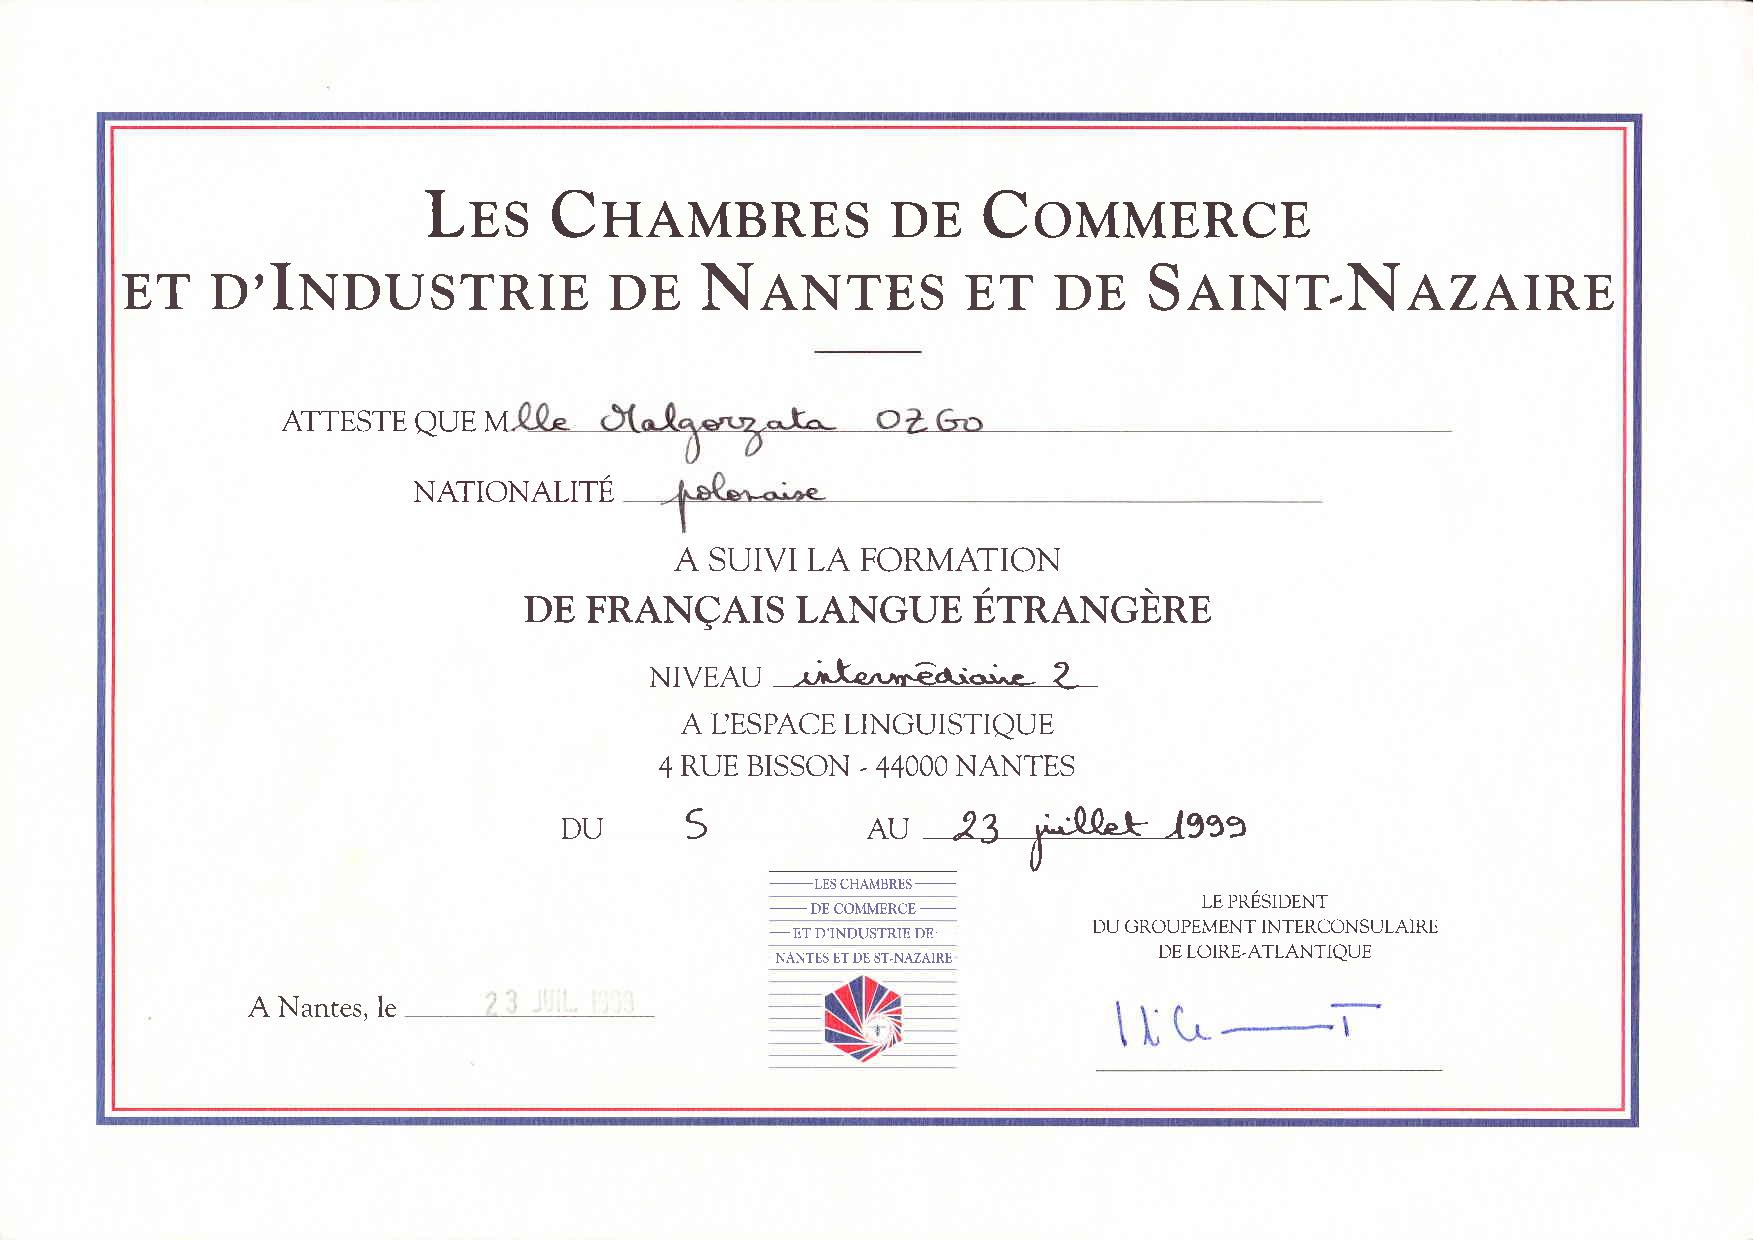 LES CHAMBRES DE COMMERCE
ET D'INDUSTRIE DE NANTES ET DE SAINT-NAZAIRE
ATTESTE QUE Mlle Malgorzata OZGO
NATIONALITÉ polonaise
A SUIVI LA FORMATION
DE FRANÇAIS LANGUE ÉTRANGÈRE
NIVEAU intermédiaire 2
A L'ESPACE LINGUISTIQUE
4 RUE BISSON - 44000 NANTES
DU 5 AU 23 juillet 1999
LES CHAMBRES
DE COMMERCE
ET D'INDUSTRIE DE
NANTES ET DE ST-NAZAIRE
LE PRÉSIDENT
DU GROUPEMENT INTERCONSULAIRE
DE LOIRE-ATLANTIQUE
A Nantes, le 23 JUIL. 1999